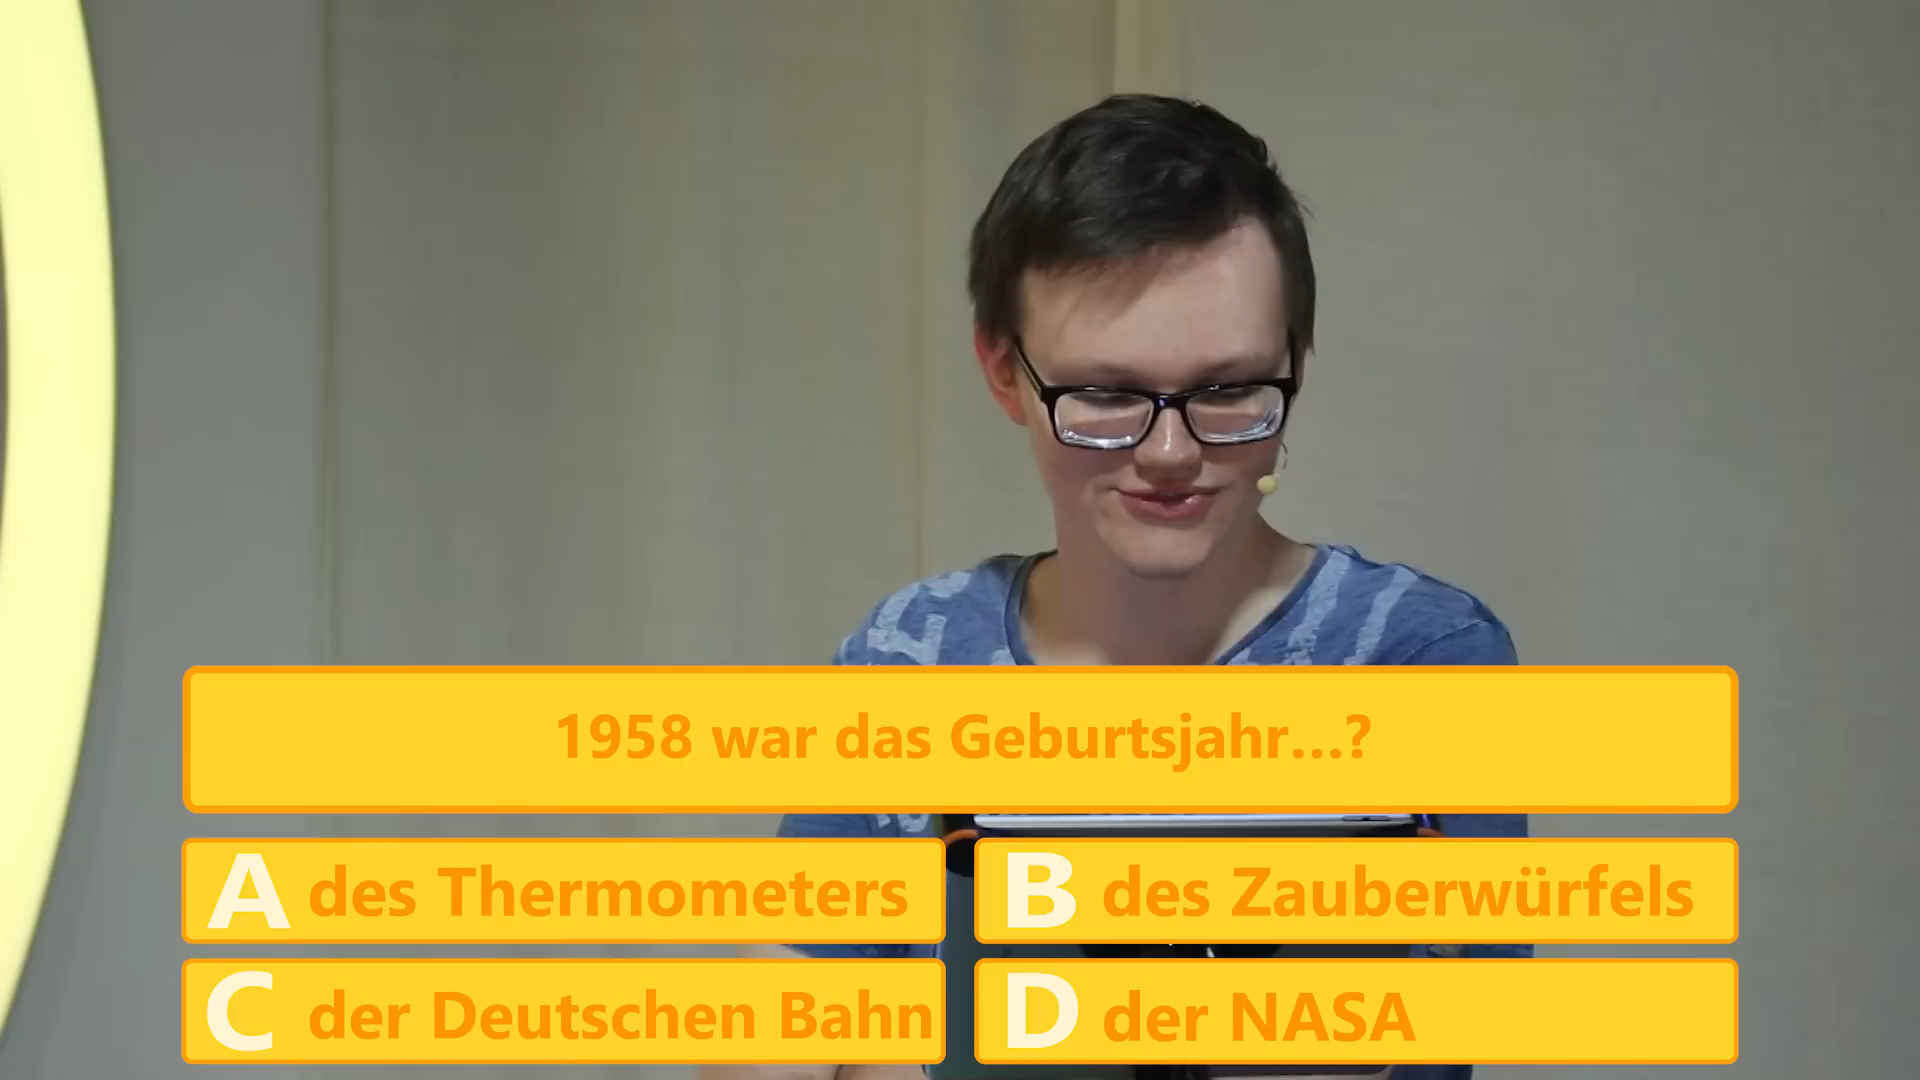 1958 war das Geburtsjahr...?
A des Thermometers
B des Zauberwürfels
C der Deutschen Bahn
D der NASA